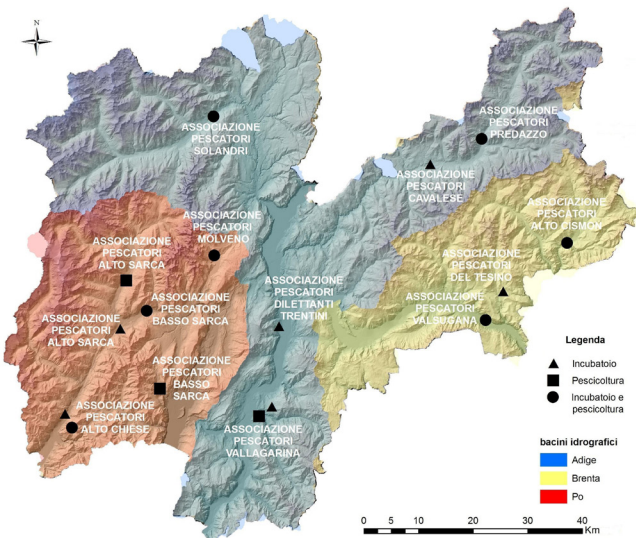 N
ASSOCIAZIONE
PESCATORI
SOLANDRI
ASSOCIAZIONE
PESCATORI
PREDAZZO
ASSOCIAZIONE
PESCATORI
CAVALESE
ASSOCIAZIONE
PESCATORI
ALTO CISMON
ASSOCIAZIONE
PESCATORI
MOLVENO
ASSOCIAZIONE
PESCATORI
ALTO SARCA
ASSOCIAZIONE
PESCATORI
DEL TESINO
ASSOCIAZIONE
PESCATORI
DILETTANTI
TRENTINI
ASSOCIAZIONE
PESCATORI
BASSO SARCA
ASSOCIAZIONE
PESCATORI
VALSUGANA
ASSOCIAZIONE
PESCATORI
ALTO SARCA
ASSOCIAZIONE
PESCATORI
BASSO
SARCA
ASSOCIAZIONE
PESCATORI
ALTO CHIESE
ASSOCIAZIONE
PESCATORI
VALLAGARINA
Legenda
Incubatoio
Pescicoltura
Incubatoio e
pescicoltura
bacini idrografici
Adige
Brenta
Po
0 5 10 20 30 40
Km